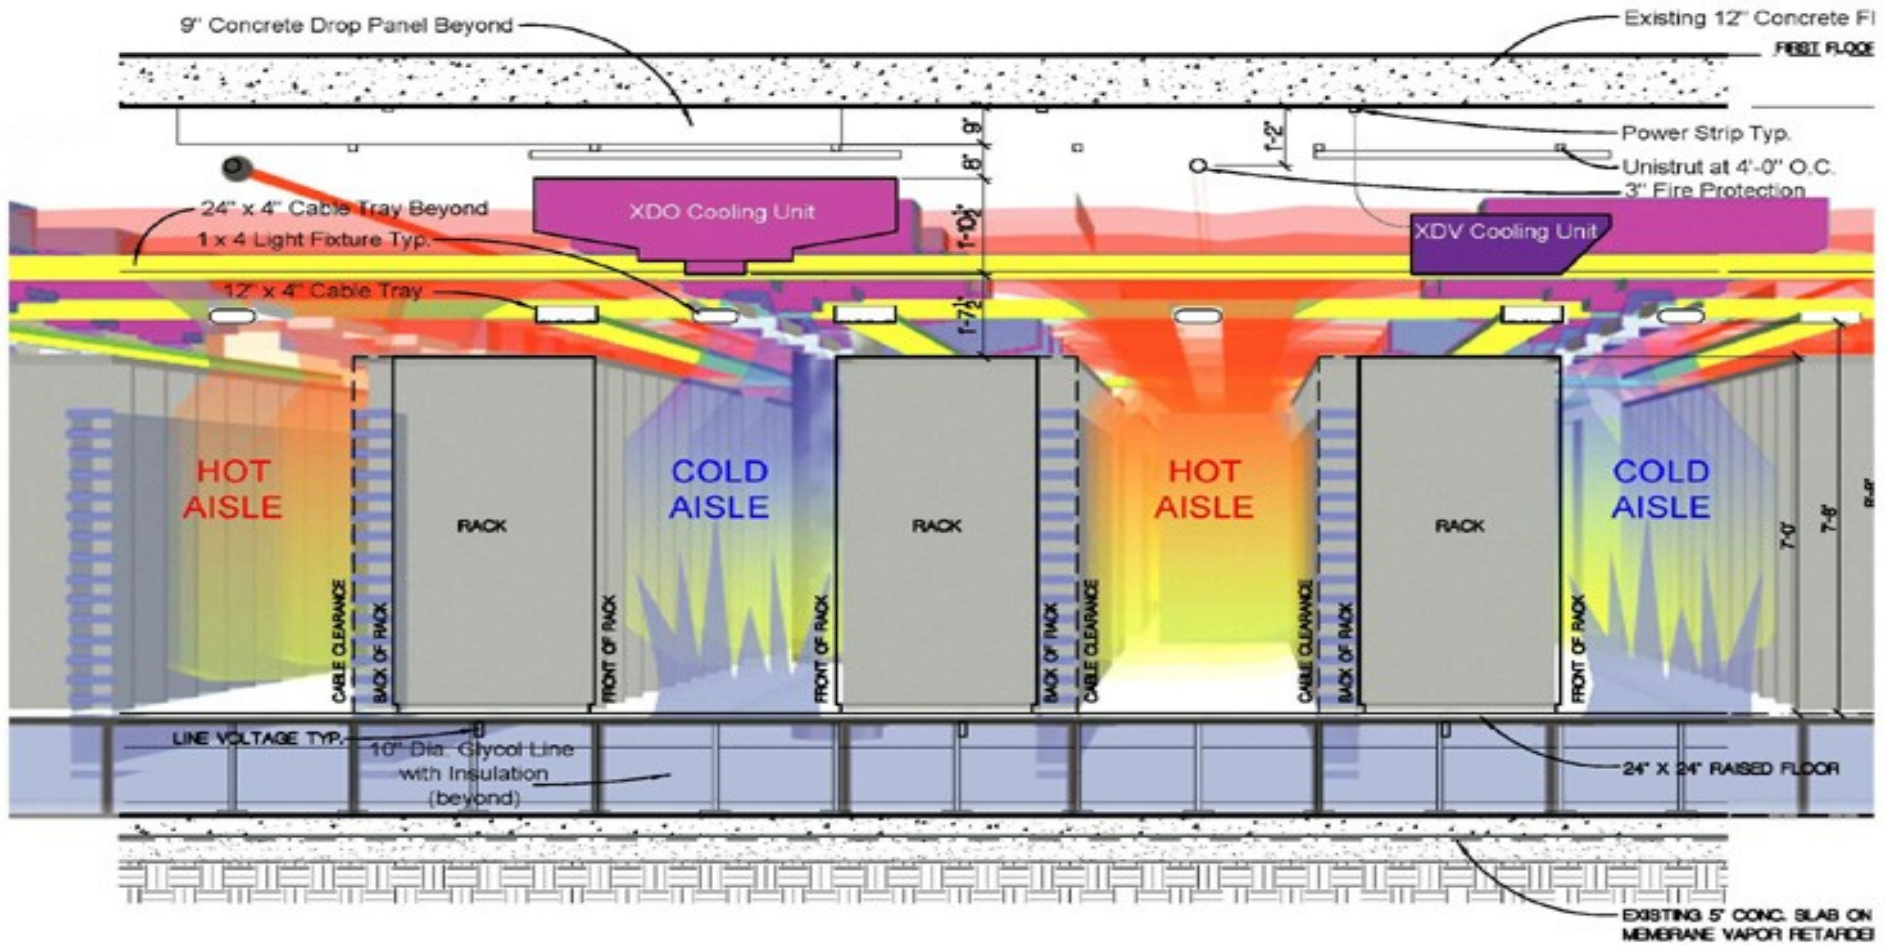 9" Concrete Drop Panel Beyond
Existing 12" Concrete Fl
FIRST FLOOR
9"
8"
1'-2"
Power Strip Typ.
Unistrut at 4'-0" O.C.
3" Fire Protection
24" x 4" Cable Tray Beyond
1 x 4 Light Fixture Typ.
12" x 4" Cable Tray
XDO Cooling Unit
XDV Cooling Unit
1'-10½"
1'-7½"
HOT
AISLE
COLD
AISLE
HOT
AISLE
COLD
AISLE
RACK
RACK
RACK
7'-0"
7'-6"
CABLE CLEARANCE
BACK OF RACK
FRONT OF RACK
FRONT OF RACK
BACK OF RACK
CABLE CLEARANCE
CABLE CLEARANCE
BACK OF RACK
FRONT OF RACK
LINE VOLTAGE TYP.
10" Dia. Glycol Line
with Insulation
(beyond)
24" X 24" RAISED FLOOR
EXISTING 5" CONC. SLAB ON
MEMBRANE VAPOR RETARDE